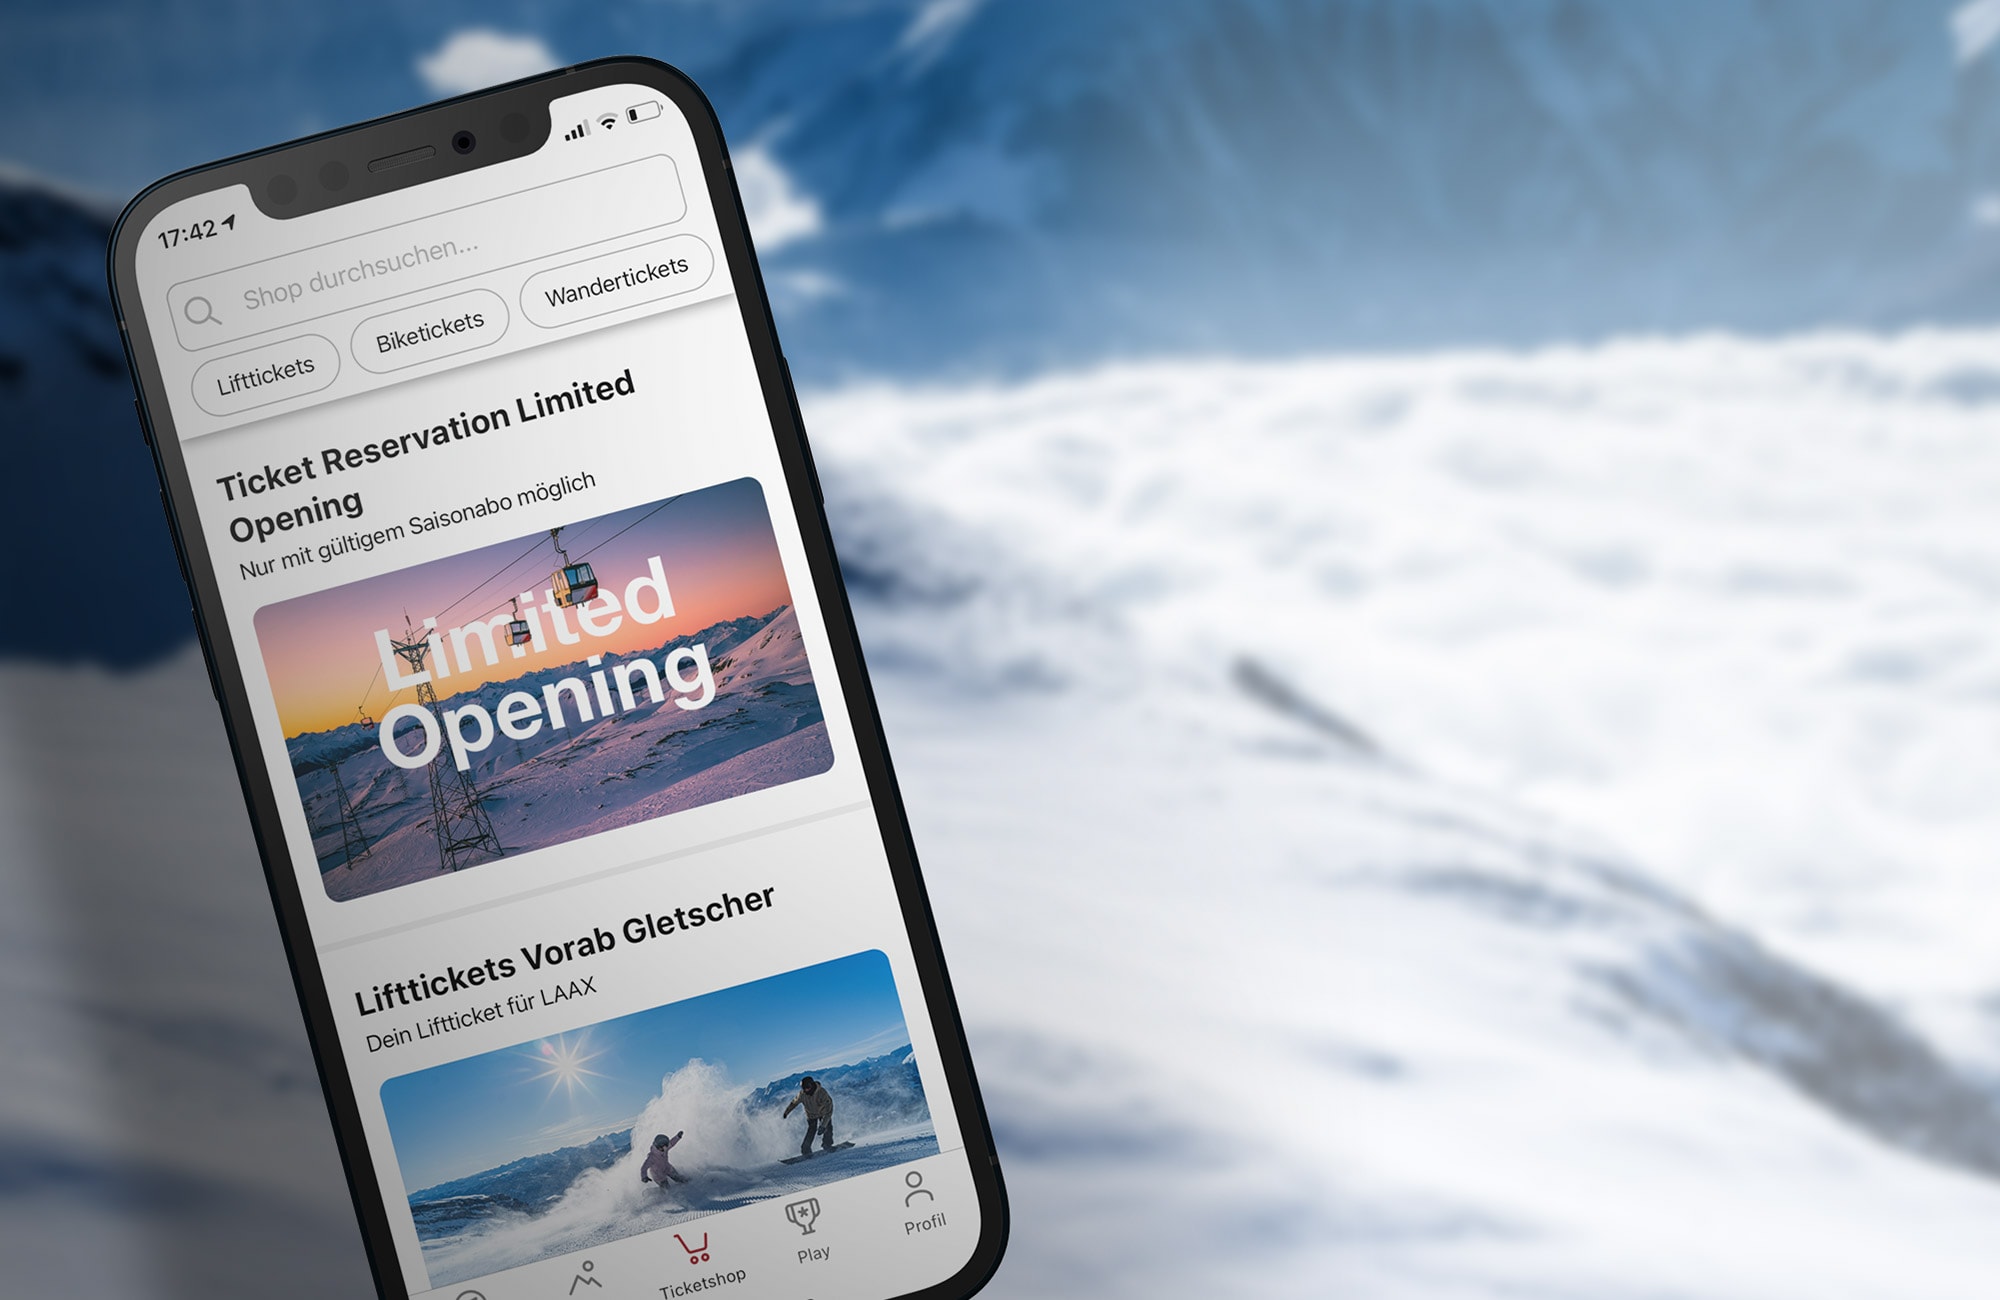 17:42
Shop durchsuchen...
Lifttickets
Biketickets
Wandertickets
Ticket Reservation Limited
Opening
Nur mit gültigem Saisonabo möglich
Limited
Opening
Lifttickets Vorab Gletscher
Dein Liftticket für LAAX
Ticketshop
Play
Profil